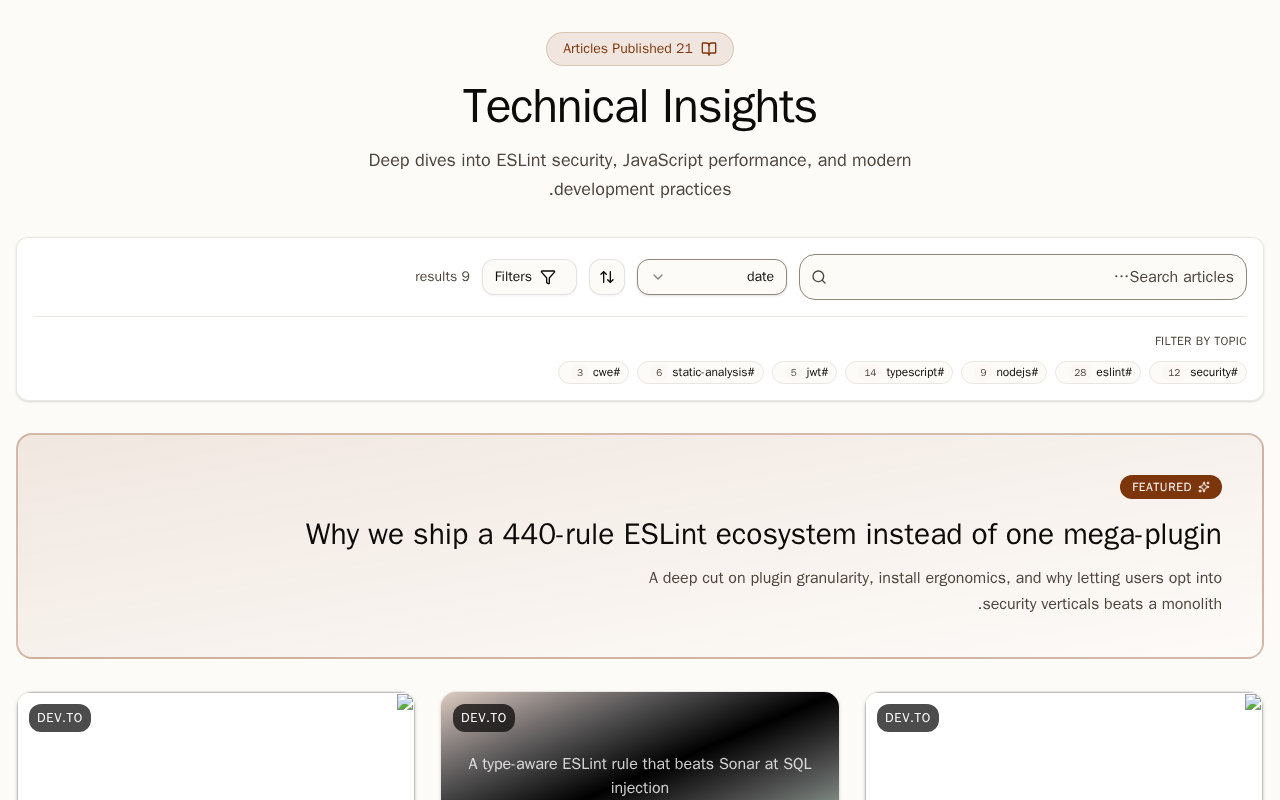 Articles Published 21
Technical Insights
Deep dives into ESLint security, JavaScript performance, and modern
.development practices
···Search articles
date
Filters
results 9
FILTER BY TOPIC
security# 12
eslint# 28
nodejs# 9
typescript# 14
jwt# 5
static-analysis# 6
cwe# 3
FEATURED
Why we ship a 440-rule ESLint ecosystem instead of one mega-plugin
A deep cut on plugin granularity, install ergonomics, and why letting users opt into
.security verticals beats a monolith
DEV.TO
DEV.TO
A type-aware ESLint rule that beats Sonar at SQL
injection
DEV.TO